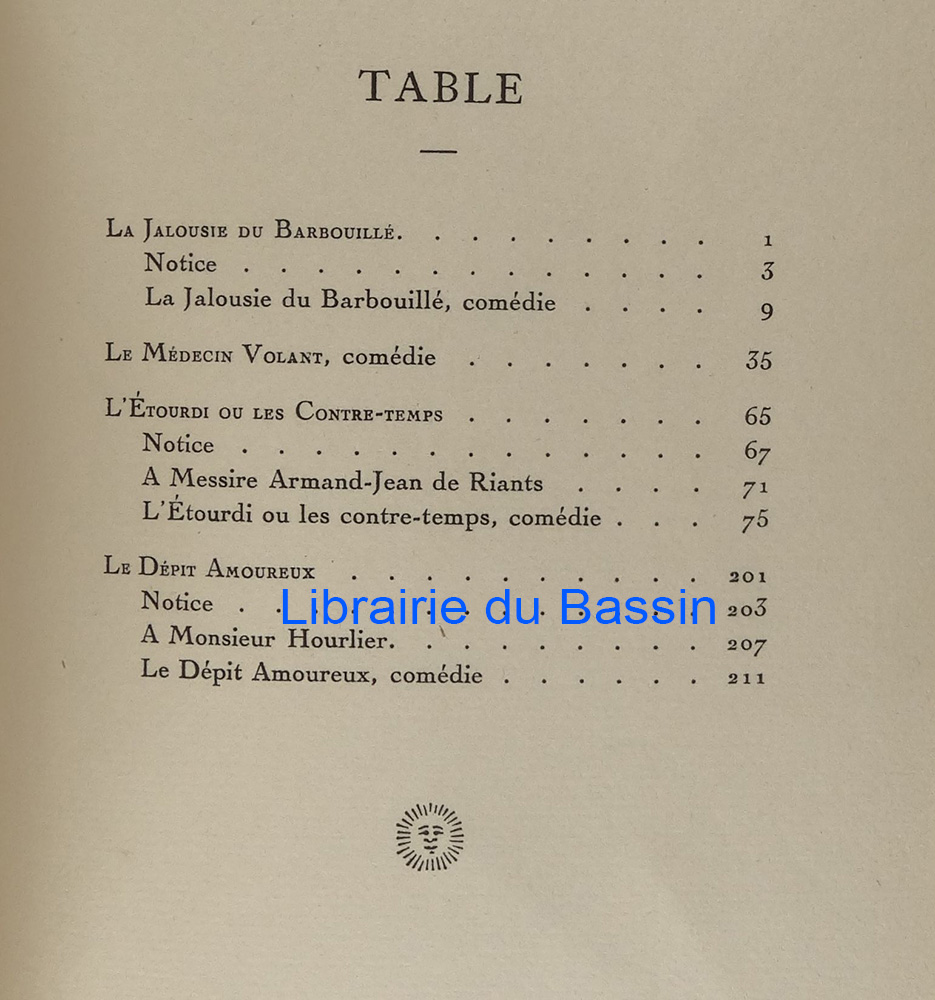 TABLE
La Jalousie du Barbouillé. . . . . . . . . 1
Notice . . . . . . . . . . . . . 3
La Jalousie du Barbouillé, comédie . . . . 9
Le Médecin Volant, comédie . . . . . . . 35
L'Étourdi ou les Contre-temps . . . . . . . 65
Notice . . . . . . . . . . . . . 67
A Messire Armand-Jean de Riants . . . . 71
L'Étourdi ou les contre-temps, comédie . . . 75
Le Dépit Amoureux . . . . . . . . . . 201
Notice . . . . . . . . . . . . . 203
Librairie du Bassin
A Monsieur Hourlier. . . . . . . . . 207
Le Dépit Amoureux, comédie . . . . . . 211